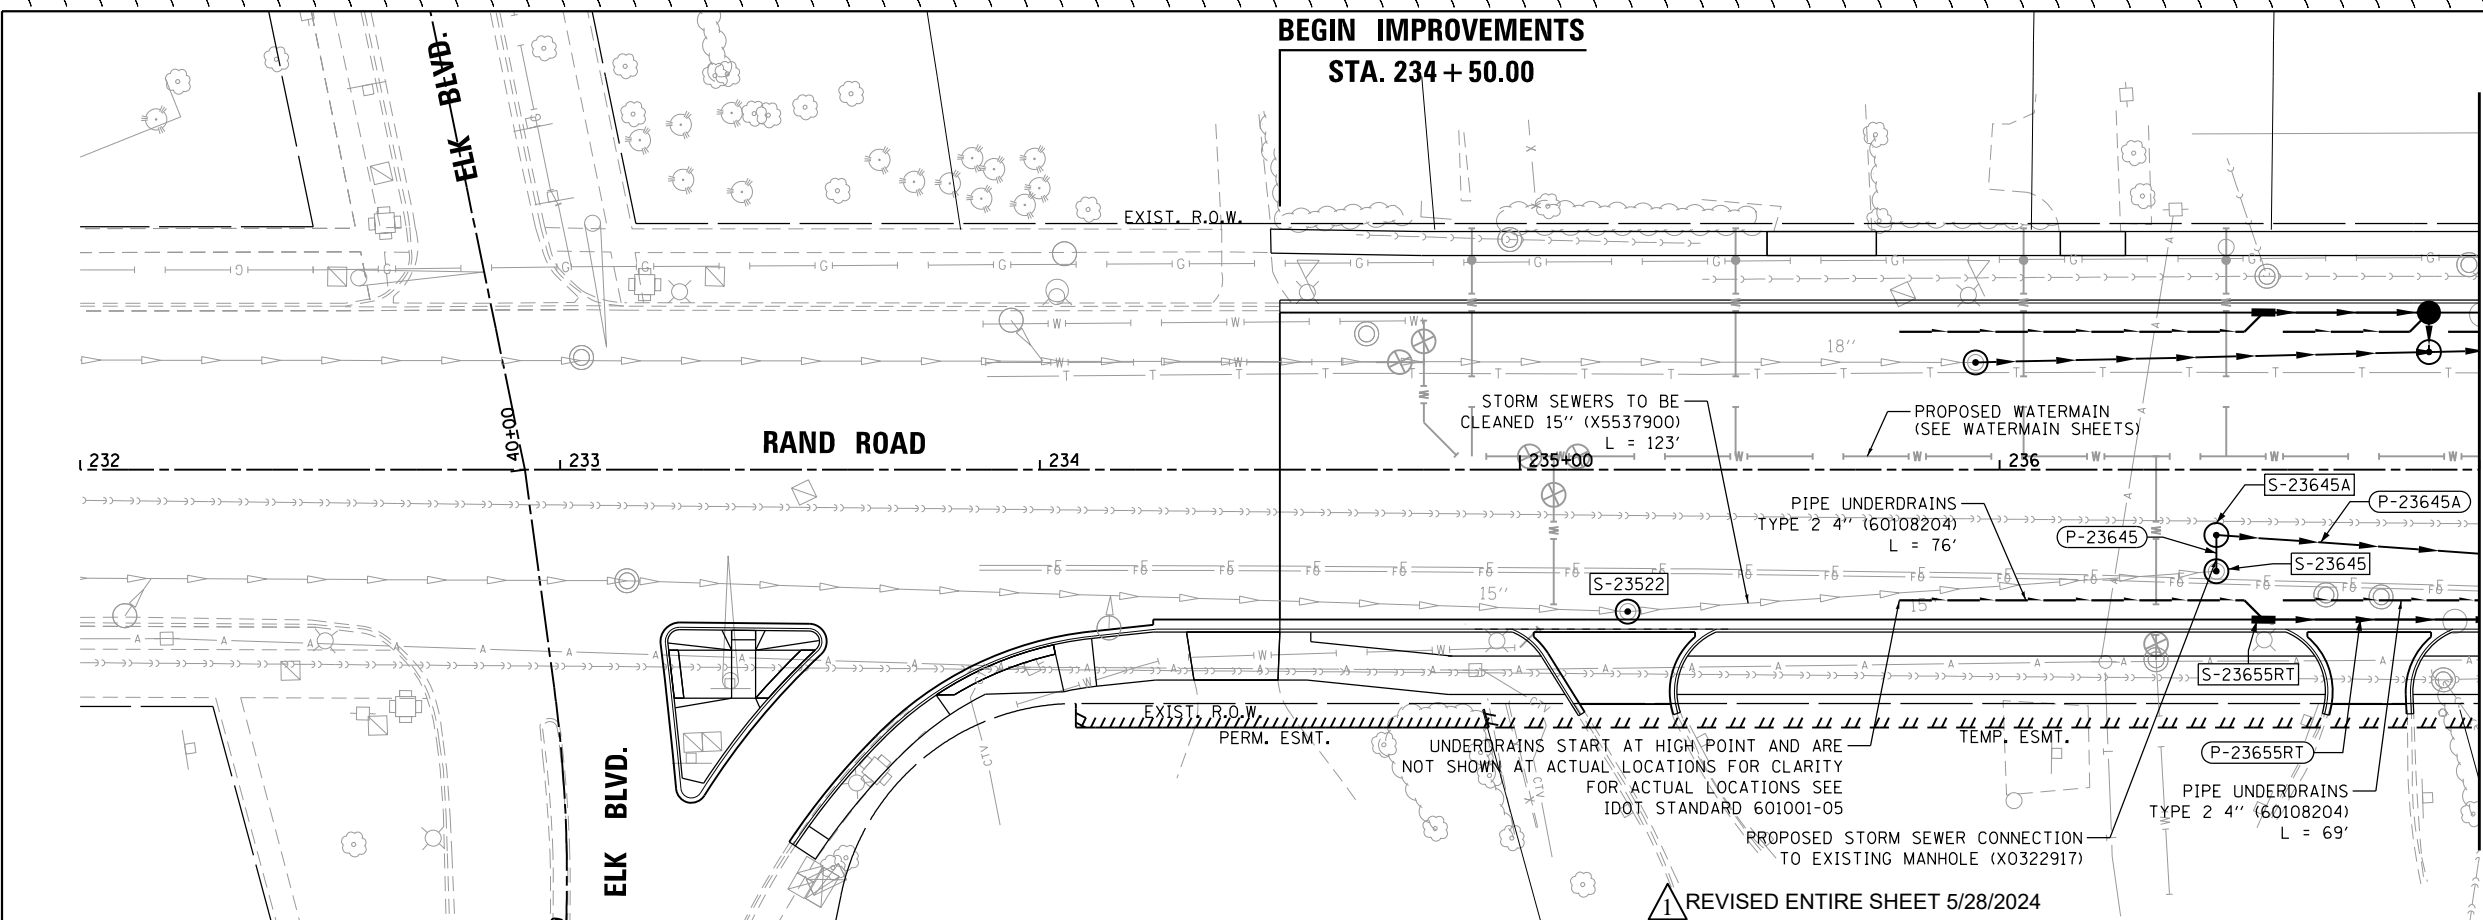 BEGIN IMPROVEMENTS
STA. 234 + 50.00
ELK BLVD.
EXIST. R.O.W.
18''
STORM SEWERS TO BE
CLEANED 15'' (X5537900)
L = 123'
PROPOSED WATERMAIN
(SEE WATERMAIN SHEETS)
40+00
RAND ROAD
232
233
234
235+00
236
S-23645A
P-23645A
PIPE UNDERDRAINS
TYPE 2 4'' (60108204)
L = 76'
P-23645
S-23645
S-23522
15''
15''
S-23655RT
EXIST. R.O.W.
PERM. ESMT.
TEMP. ESMT.
UNDERDRAINS START AT HIGH POINT AND ARE
NOT SHOWN AT ACTUAL LOCATIONS FOR CLARITY
FOR ACTUAL LOCATIONS SEE
IDOT STANDARD 601001-05
P-23655RT
PIPE UNDERDRAINS
TYPE 2 4'' (60108204)
L = 69'
ELK BLVD.
PROPOSED STORM SEWER CONNECTION
TO EXISTING MANHOLE (X0322917)
1 REVISED ENTIRE SHEET 5/28/2024